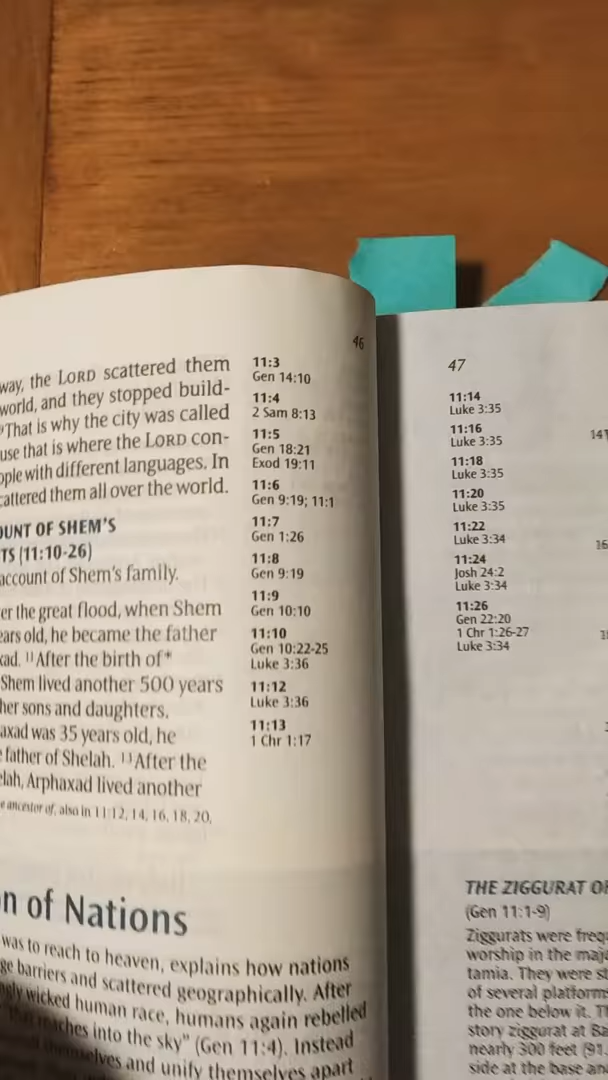 46
way, the LORD scattered them
world, and they stopped build-
That is why the city was called
use that is where the LORD con-
ople with different languages. In
cattered them all over the world.
OUNT OF SHEM'S
TS (11:10-26)
account of Shem's family.
er the great flood, when Shem
ears old, he became the father
xad. 11After the birth of*
Shem lived another 500 years
her sons and daughters.
axad was 35 years old, he
e father of Shelah. 13After the
elah, Arphaxad lived another
e ancestor of, also in 11:12, 14, 16, 18, 20,
11:3
Gen 14:10
11:4
2 Sam 8:13
11:5
Gen 18:21
Exod 19:11
11:6
Gen 9:19; 11:1
11:7
Gen 1:26
11:8
Gen 9:19
11:9
Gen 10:10
11:10
Gen 10:22-25
Luke 3:36
11:12
Luke 3:36
11:13
1 Chr 1:17
n of Nations
was to reach to heaven, explains how nations
ge barriers and scattered geographically. After
gly wicked human race, humans again rebelled
reaches into the sky" (Gen 11:4). Instead
themselves and unify themselves apart
47
11:14
Luke 3:35
11:16
Luke 3:35
11:18
Luke 3:35
11:20
Luke 3:35
11:22
Luke 3:34
11:24
Josh 24:2
Luke 3:34
11:26
Gen 22:20
1 Chr 1:26-27
Luke 3:34
14
16
THE ZIGGURAT OF
(Gen 11:1-9)
Ziggurats were frequ
worship in the majo
tamia. They were st
of several platforms
the one below it. Th
story ziggurat at Ba
nearly 300 feet (91.
side at the base and